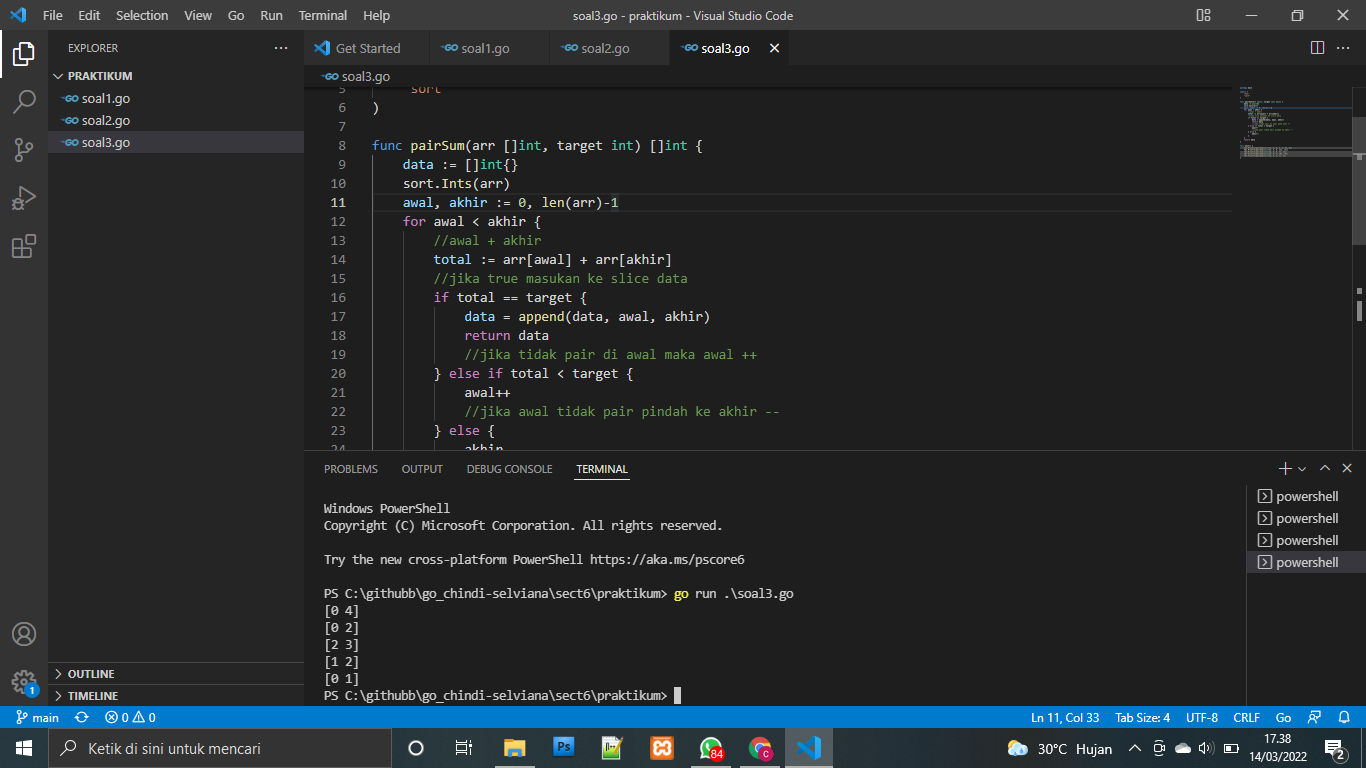 File Edit Selection View Go Run Terminal Help
soal3.go - praktikum - Visual Studio Code
EXPLORER
PRAKTIKUM
soal1.go
soal2.go
soal3.go
OUTLINE
TIMELINE
Get Started
soal1.go
soal2.go
soal3.go
soal3.go
5 sort
6 )
7
8 func pairSum(arr []int, target int) []int {
9 data := []int{}
10 sort.Ints(arr)
11 awal, akhir := 0, len(arr)-1
12 for awal < akhir {
13 //awal + akhir
14 total := arr[awal] + arr[akhir]
15 //jika true masukan ke slice data
16 if total == target {
17 data = append(data, awal, akhir)
18 return data
19 //jika tidak pair di awal maka awal ++
20 } else if total < target {
21 awal++
22 //jika awal tidak pair pindah ke akhir --
23 } else {
24 akhir
PROBLEMS OUTPUT DEBUG CONSOLE TERMINAL
Windows PowerShell
Copyright (C) Microsoft Corporation. All rights reserved.
Try the new cross-platform PowerShell https://aka.ms/pscore6
PS C:\githubb\go_chindi-selviana\sect6\praktikum> go run .\soal3.go
[0 4]
[0 2]
[2 3]
[1 2]
[0 1]
PS C:\githubb\go_chindi-selviana\sect6\praktikum>
powershell
powershell
powershell
powershell
1
main 0 0
Ln 11, Col 33 Tab Size: 4 UTF-8 CRLF Go
Ketik di sini untuk mencari
Ps
84
C
30°C Hujan
17.38
14/03/2022
2